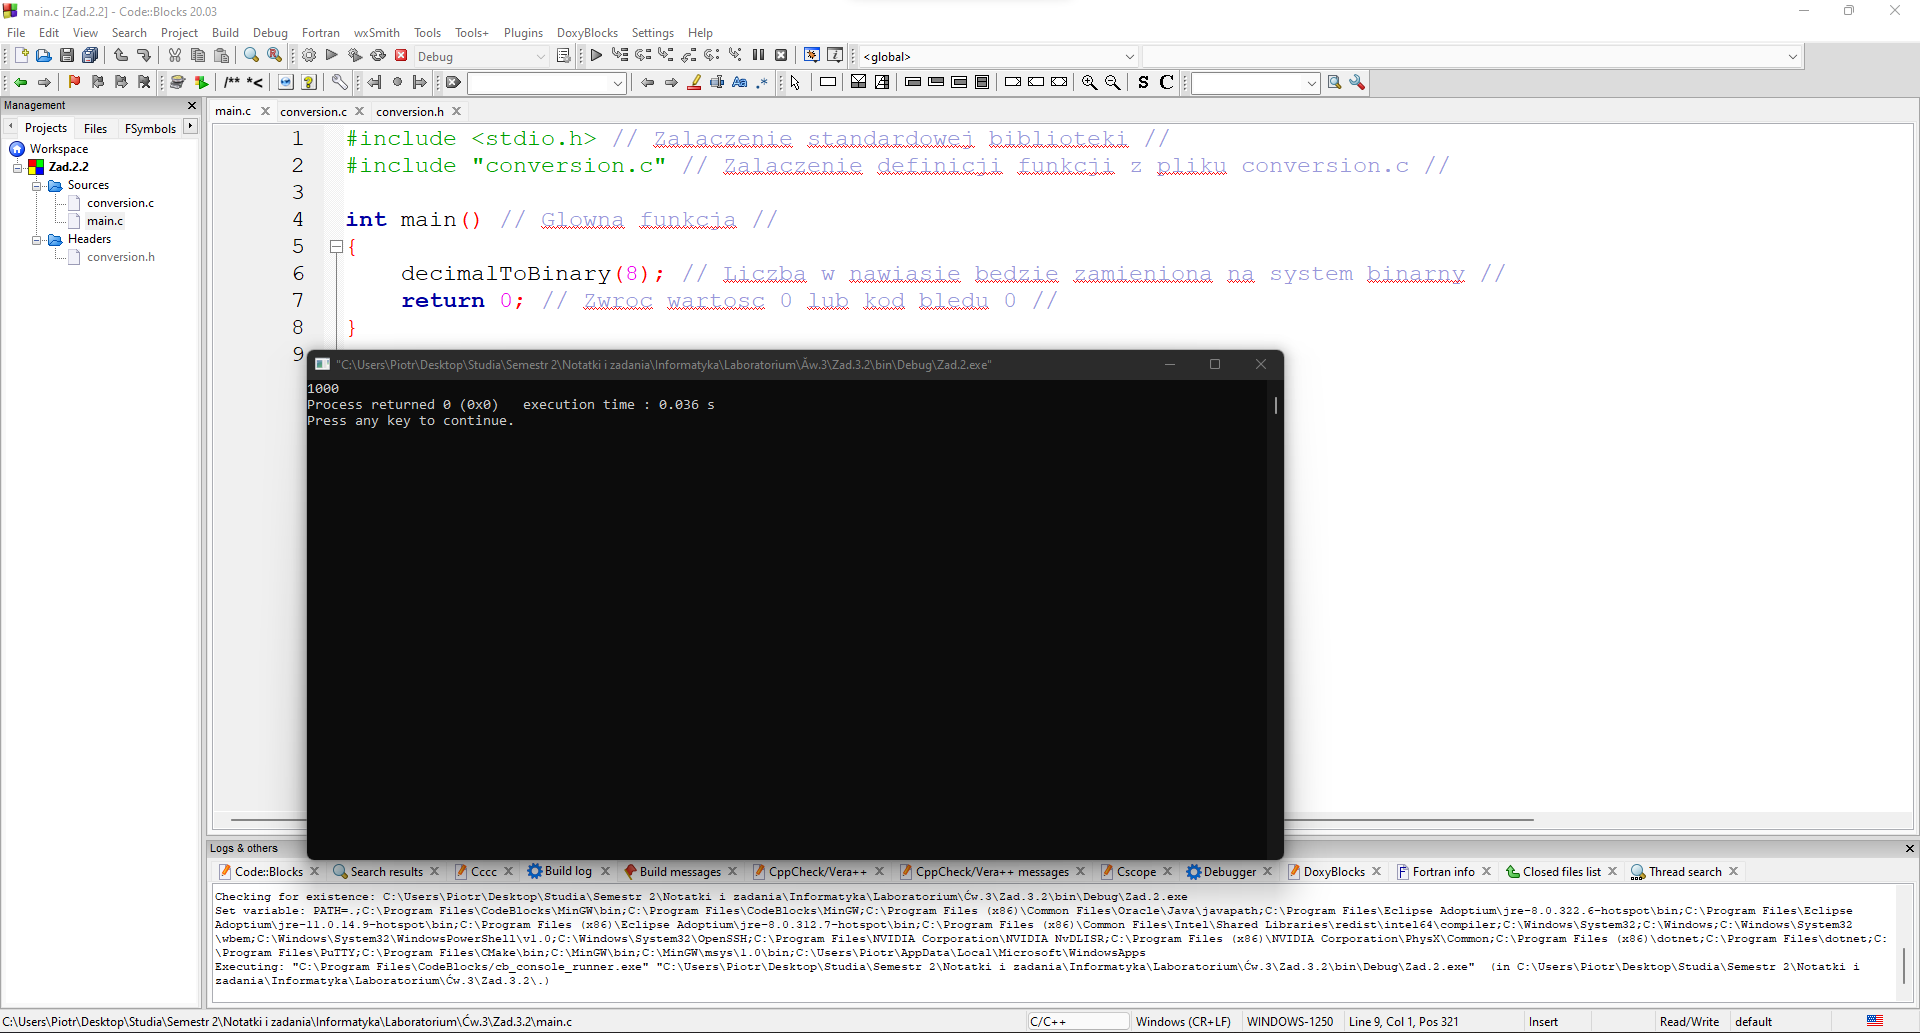 main.c [Zad.2.2] - Code::Blocks 20.03
File Edit View Search Project Build Debug Fortran wxSmith Tools Tools+ Plugins DoxyBlocks Settings Help
Debug
<global>
/** *<
Aa .*
S C
Management
Projects Files FSymbols
Workspace
Zad.2.2
Sources
conversion.c
main.c
Headers
conversion.h
main.c conversion.c conversion.h
1 #include <stdio.h> // Zalaczenie standardowej biblioteki //
2 #include "conversion.c" // Zalaczenie definicji funkcji z pliku conversion.c //
3
4 int main() // Glowna funkcja //
5 {
6 decimalToBinary(8); // Liczba w nawiasie bedzie zamieniona na system binarny //
7 return 0; // Zwroc wartosc 0 lub kod bledu 0 //
8 }
9
"C:\Users\Piotr\Desktop\Studia\Semestr 2\Notatki i zadania\Informatyka\Laboratorium\Äw.3\Zad.3.2\bin\Debug\Zad.2.exe"
1000
Process returned 0 (0x0) execution time : 0.036 s
Press any key to continue.
Logs & others
Code::Blocks Search results Cccc Build log Build messages CppCheck/Vera++ CppCheck/Vera++ messages Cscope Debugger DoxyBlocks Fortran info Closed files list Thread search
Checking for existence: C:\Users\Piotr\Desktop\Studia\Semestr 2\Notatki i zadania\Informatyka\Laboratorium\Ćw.3\Zad.3.2\bin\Debug\Zad.2.exe
Set variable: PATH=.;C:\Program Files\CodeBlocks\MinGW\bin;C:\Program Files\CodeBlocks\MinGW;C:\Program Files (x86)\Common Files\Oracle\Java\javapath;C:\Program Files\Eclipse Adoptium\jre-8.0.322.6-hotspot\bin;C:\Program Files\Eclipse
Adoptium\jre-11.0.14.9-hotspot\bin;C:\Program Files (x86)\Eclipse Adoptium\jre-8.0.312.7-hotspot\bin;C:\Program Files (x86)\Common Files\Intel\Shared Libraries\redist\intel64\compiler;C:\Windows\System32;C:\Windows;C:\Windows\System32
\wbem;C:\Windows\System32\WindowsPowerShell\v1.0;C:\Windows\System32\OpenSSH;C:\Program Files\NVIDIA Corporation\NVIDIA NvDLISR;C:\Program Files (x86)\NVIDIA Corporation\PhysX\Common;C:\Program Files (x86)\dotnet;C:\Program Files\dotnet;C:
\Program Files\PuTTY;C:\Program Files\CMake\bin;C:\MinGW\bin;C:\MinGW\msys\1.0\bin;C:\Users\Piotr\AppData\Local\Microsoft\WindowsApps
Executing: "C:\Program Files\CodeBlocks/cb_console_runner.exe" "C:\Users\Piotr\Desktop\Studia\Semestr 2\Notatki i zadania\Informatyka\Laboratorium\Ćw.3\Zad.3.2\bin\Debug\Zad.2.exe" (in C:\Users\Piotr\Desktop\Studia\Semestr 2\Notatki i
zadania\Informatyka\Laboratorium\Ćw.3\Zad.3.2\.)
C:\Users\Piotr\Desktop\Studia\Semestr 2\Notatki i zadania\Informatyka\Laboratorium\Ćw.3\Zad.3.2\main.c C/C++ Windows (CR+LF) WINDOWS-1250 Line 9, Col 1, Pos 321 Insert Read/Write default